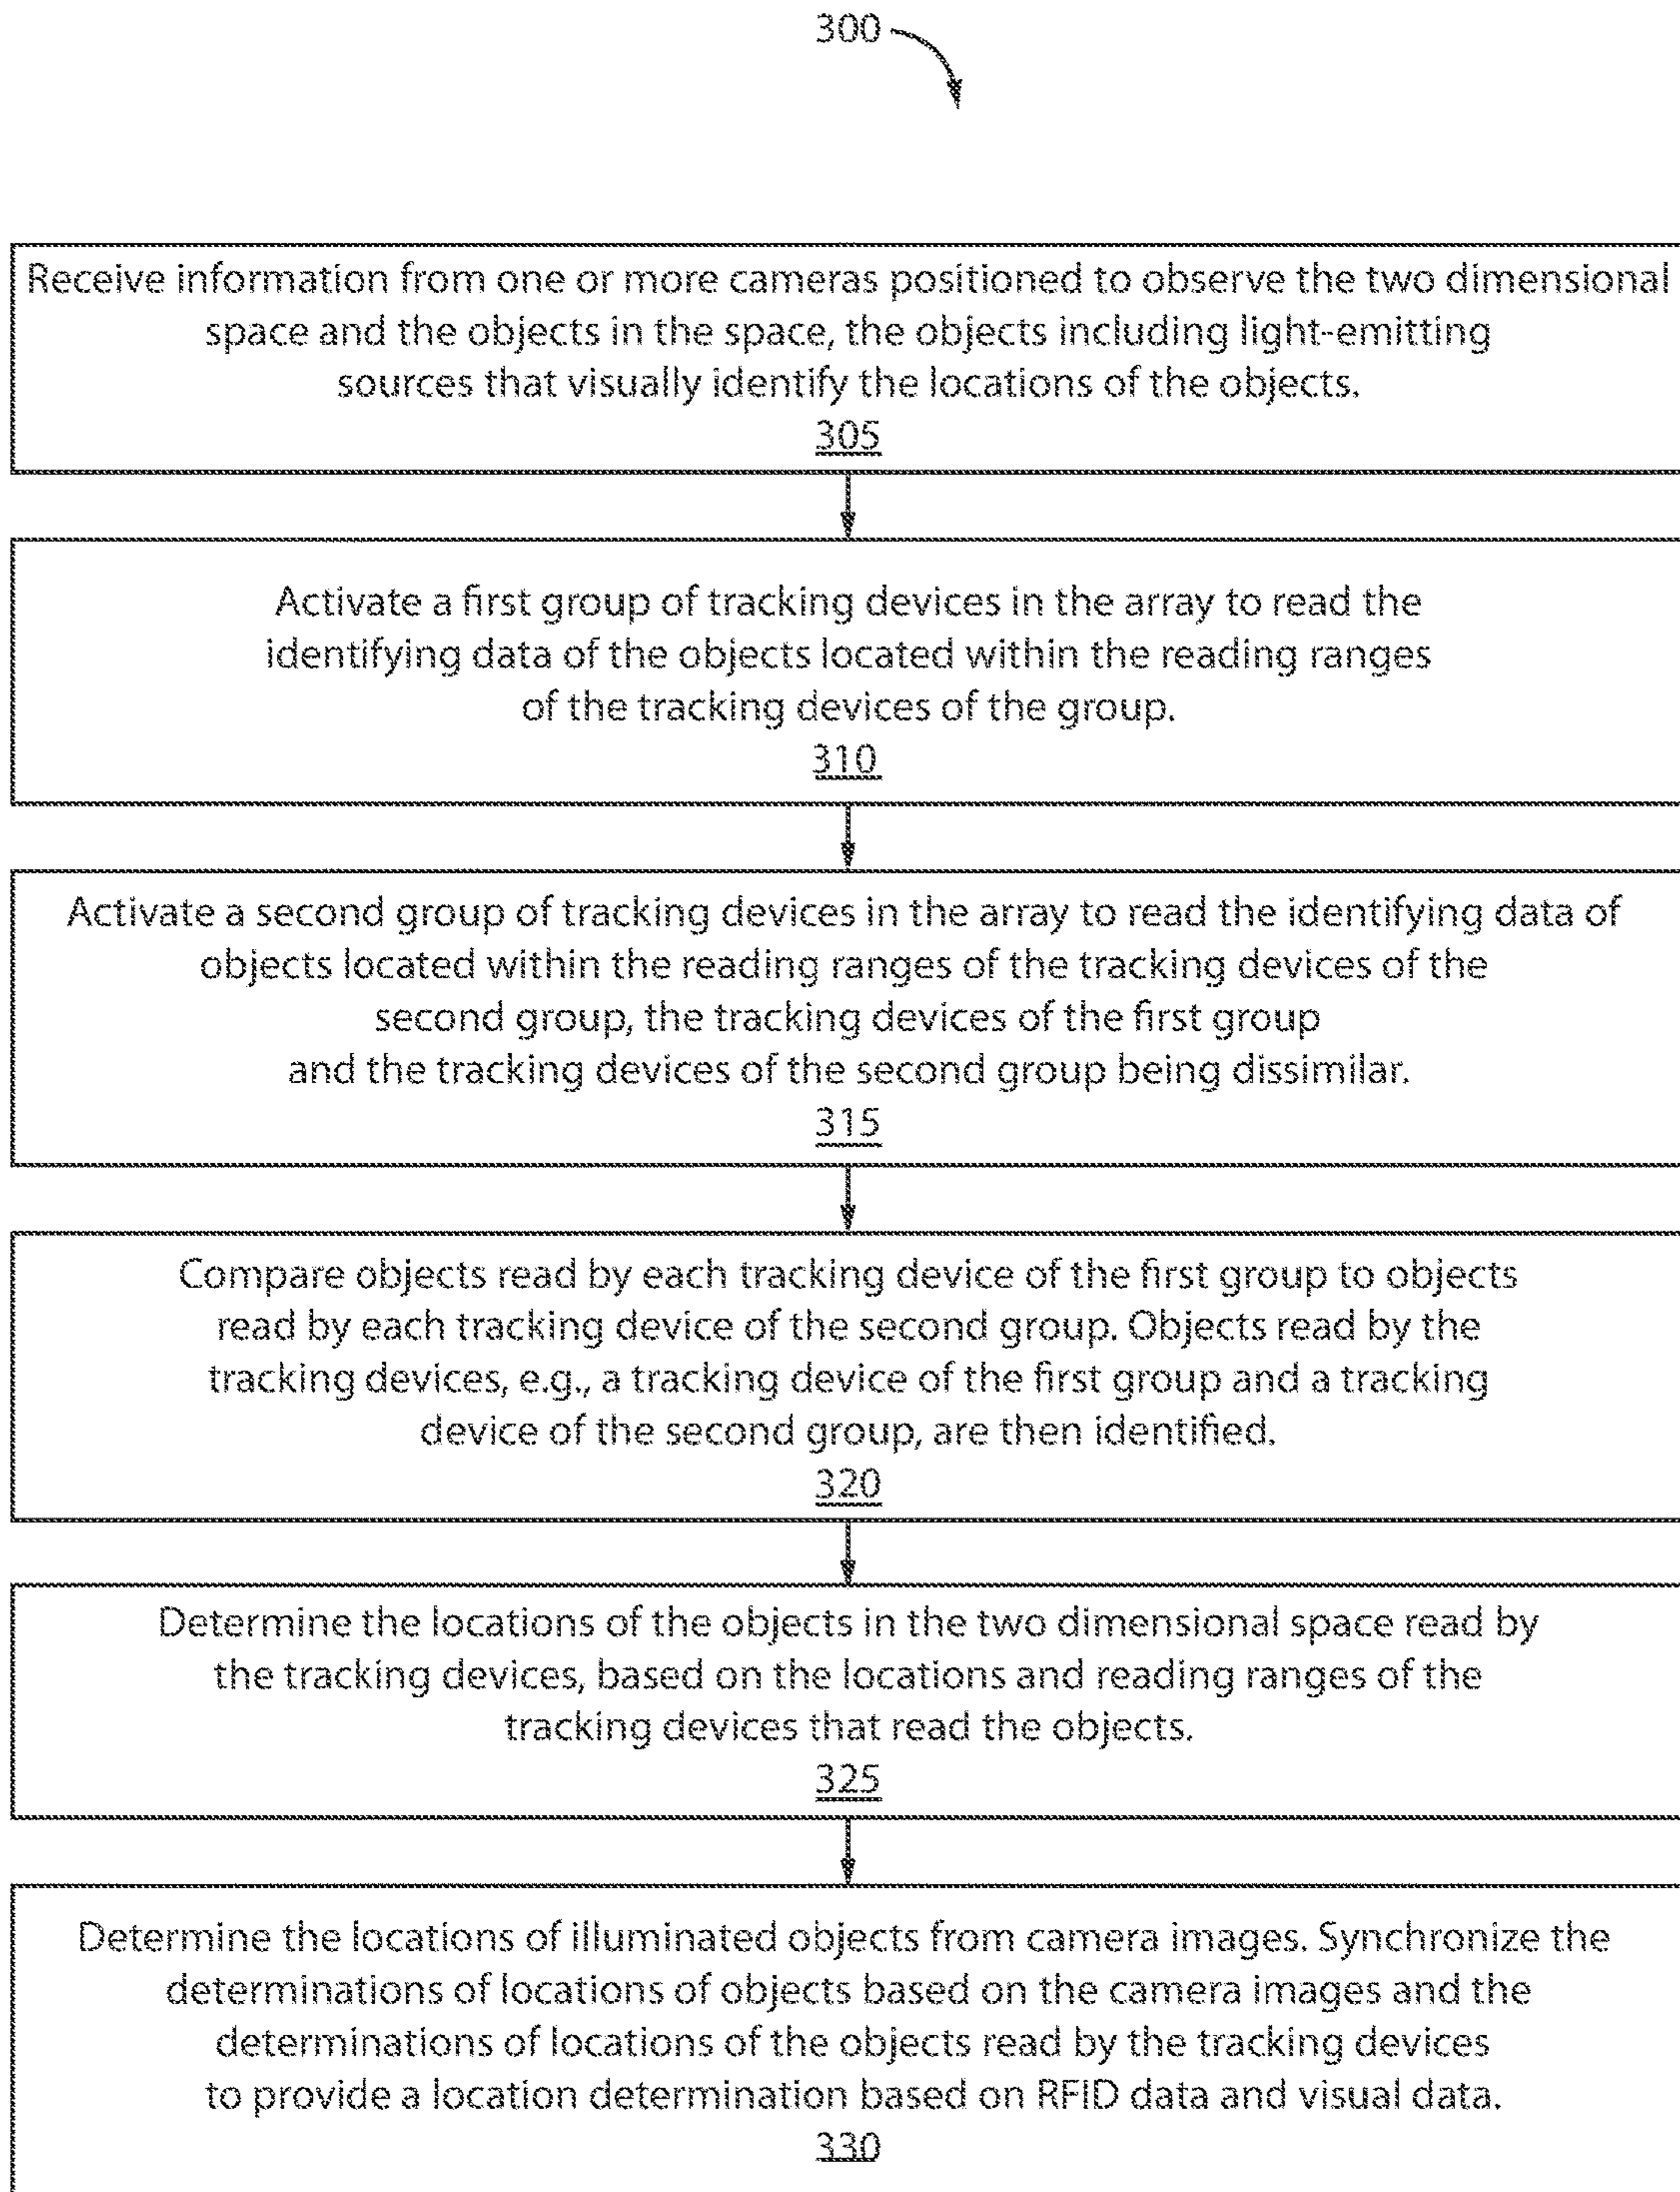 300
Receive information from one or more cameras positioned to observe the two dimensional
space and the objects in the space, the objects including light-emitting
sources that visually identify the locations of the objects.
305
Activate a first group of tracking devices in the array to read the
identifying data of the objects located within the reading ranges
of the tracking devices of the group.
310
Activate a second group of tracking devices in the array to read the identifying data of
objects located within the reading ranges of the tracking devices of the
second group, the tracking devices of the first group
and the tracking devices of the second group being dissimilar.
315
Compare objects read by each tracking device of the first group to objects
read by each tracking device of the second group. Objects read by the
tracking devices, e.g., a tracking device of the first group and a tracking
device of the second group, are then identified.
320
Determine the locations of the objects in the two dimensional space read by
the tracking devices, based on the locations and reading ranges of the
tracking devices that read the objects.
325
Determine the locations of illuminated objects from camera images. Synchronize the
determinations of locations of objects based on the camera images and the
determinations of locations of the objects read by the tracking devices
to provide a location determination based on RFID data and visual data.
330